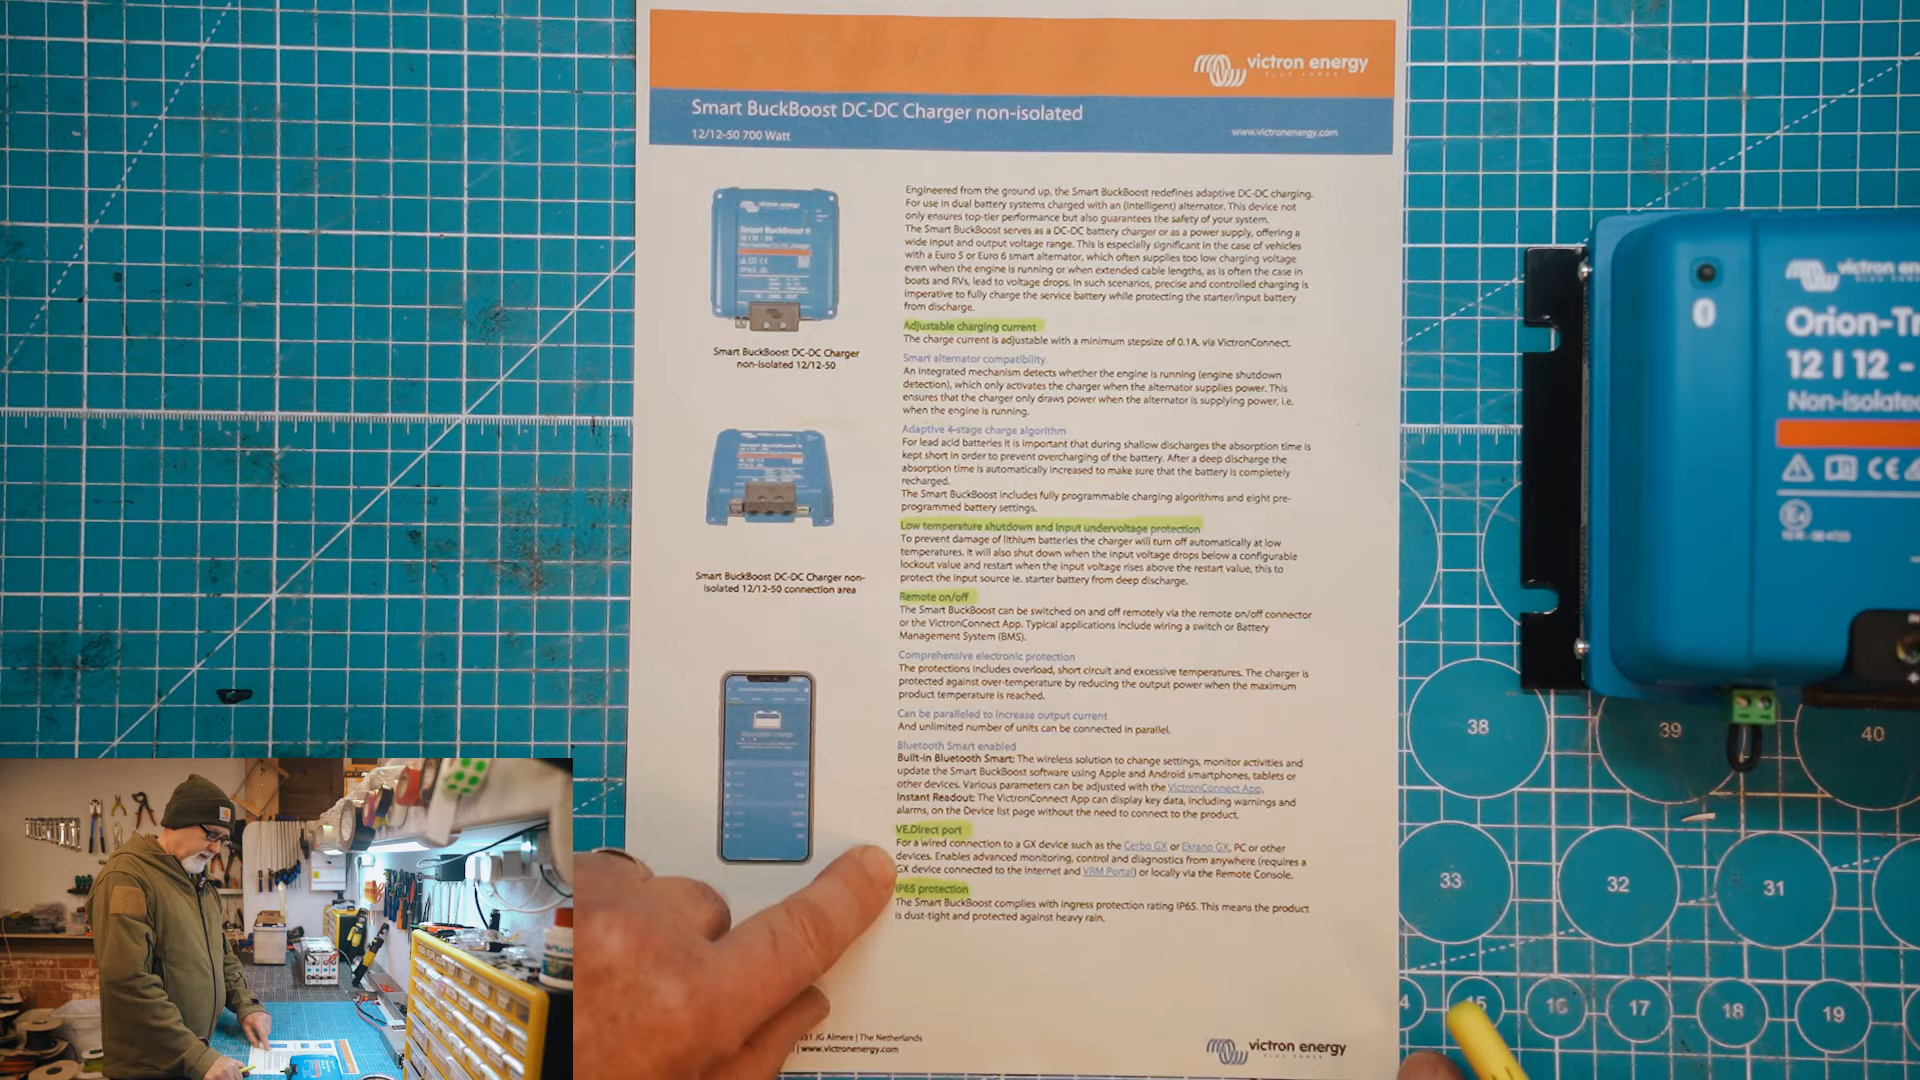 victron energy
BLUE POWER
Smart BuckBoost DC-DC Charger non-isolated
12/12-50 700 Watt
www.victronenergy.com
Engineered from the ground up, the Smart BuckBoost redefines adaptive DC-DC charging.
For use in dual battery systems charged with an (intelligent) alternator. This device not
only ensures top-tier performance but also guarantees the safety of your system.
The Smart BuckBoost serves as a DC-DC battery charger or as a power supply, offering a
wide input and output voltage range. This is especially significant in the case of vehicles
with a Euro 5 or Euro 6 smart alternator, which often supplies too low charging voltage
even when the engine is running or when extended cable lengths, as is often the case in
boats and RVs, lead to voltage drops. In such scenarios, precise and controlled charging is
imperative to fully charge the service battery while protecting the starter/input battery
from discharge.
Adjustable charging current
The charge current is adjustable with a minimum stepsize of 0.1A, via VictronConnect.
Smart alternator compatibility
An integrated mechanism detects whether the engine is running (engine shutdown
detection), which only activates the charger when the alternator supplies power. This
ensures that the charger only draws power when the alternator is supplying power, i.e.
when the engine is running.
Adaptive 4-stage charge algorithm
For lead acid batteries it is important that during shallow discharges the absorption time is
kept short in order to prevent overcharging of the battery. After a deep discharge the
absorption time is automatically increased to make sure that the battery is completely
recharged.
The Smart BuckBoost includes fully programmable charging algorithms and eight pre-
programmed battery settings.
Low temperature shutdown and input undervoltage protection
To prevent damage of lithium batteries the charger will turn off automatically at low
temperatures. It will also shut down when the input voltage drops below a configurable
lockout value and restart when the input voltage rises above the restart value, this to
protect the input source ie. starter battery from deep discharge.
Remote on/off
The Smart BuckBoost can be switched on and off remotely via the remote on/off connector
or the VictronConnect App. Typical applications include wiring a switch or Battery
Management System (BMS).
Comprehensive electronic protection
The protections includes overload, short circuit and excessive temperatures. The charger is
protected against over-temperature by reducing the output power when the maximum
product temperature is reached.
Can be paralleled to increase output current
And unlimited number of units can be connected in parallel.
Bluetooth Smart enabled
Built-in Bluetooth Smart: The wireless solution to change settings, monitor activities and
update the Smart BuckBoost software using Apple and Android smartphones, tablets or
other devices. Various parameters can be adjusted with the VictronConnect App.
Instant Readout: The VictronConnect App can display key data, including warnings and
alarms, on the Device list page without the need to connect to the product.
VE.Direct port
For a wired connection to a GX device such as the Cerbo GX or Ekrano GX, PC or other
devices. Enables advanced monitoring, control and diagnostics from anywhere (requires a
GX device connected to the internet and VRM Portal) or locally via the Remote Console.
IP65 protection
The Smart BuckBoost complies with ingress protection rating IP65. This means the product
is dust-tight and protected against heavy rain.
victron energy
Smart BuckBoost
12 | 12 - 50
Smart BuckBoost DC-DC Charger
non-isolated 12/12-50
Smart BuckBoost DC-DC Charger non-
isolated 12/12-50 connection area
JG Almere | The Netherlands
| www.victronenergy.com
victron energy
BLUE POWER
victron en
Orion-Tr
12 | 12 -
Non-isolated
CE
38
39
40
33
32
31
4
15
16
17
18
19